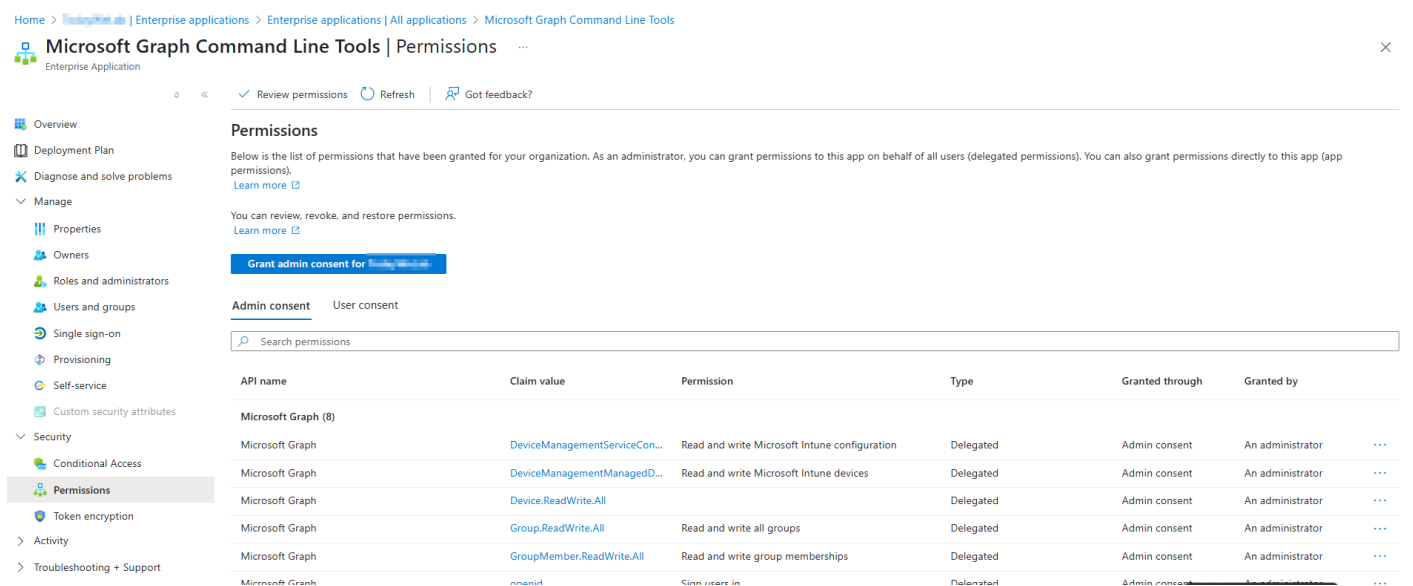 Home > | Enterprise applications > Enterprise applications | All applications > Microsoft Graph Command Line Tools
Microsoft Graph Command Line Tools | Permissions ...
Enterprise Application
Review permissions Refresh | Got feedback?
Overview
Deployment Plan
Diagnose and solve problems
Manage
Properties
Owners
Roles and administrators
Users and groups
Single sign-on
Provisioning
Self-service
Custom security attributes
Security
Conditional Access
Permissions
Token encryption
Activity
Troubleshooting + Support
Permissions
Below is the list of permissions that have been granted for your organization. As an administrator, you can grant permissions to this app on behalf of all users (delegated permissions). You can also grant permissions directly to this app (app
permissions).
Learn more
You can review, revoke, and restore permissions.
Learn more
Grant admin consent for
Admin consent User consent
Search permissions
API name Claim value Permission Type Granted through Granted by
Microsoft Graph (8)
Microsoft Graph DeviceManagementServiceCon... Read and write Microsoft Intune configuration Delegated Admin consent An administrator ...
Microsoft Graph DeviceManagementManagedD... Read and write Microsoft Intune devices Delegated Admin consent An administrator ...
Microsoft Graph Device.ReadWrite.All Delegated Admin consent An administrator ...
Microsoft Graph Group.ReadWrite.All Read and write all groups Delegated Admin consent An administrator ...
Microsoft Graph GroupMember.ReadWrite.All Read and write group memberships Delegated Admin consent An administrator ...
Microsoft Graph openid Sign users in Delegated Admin consent An administrator ...